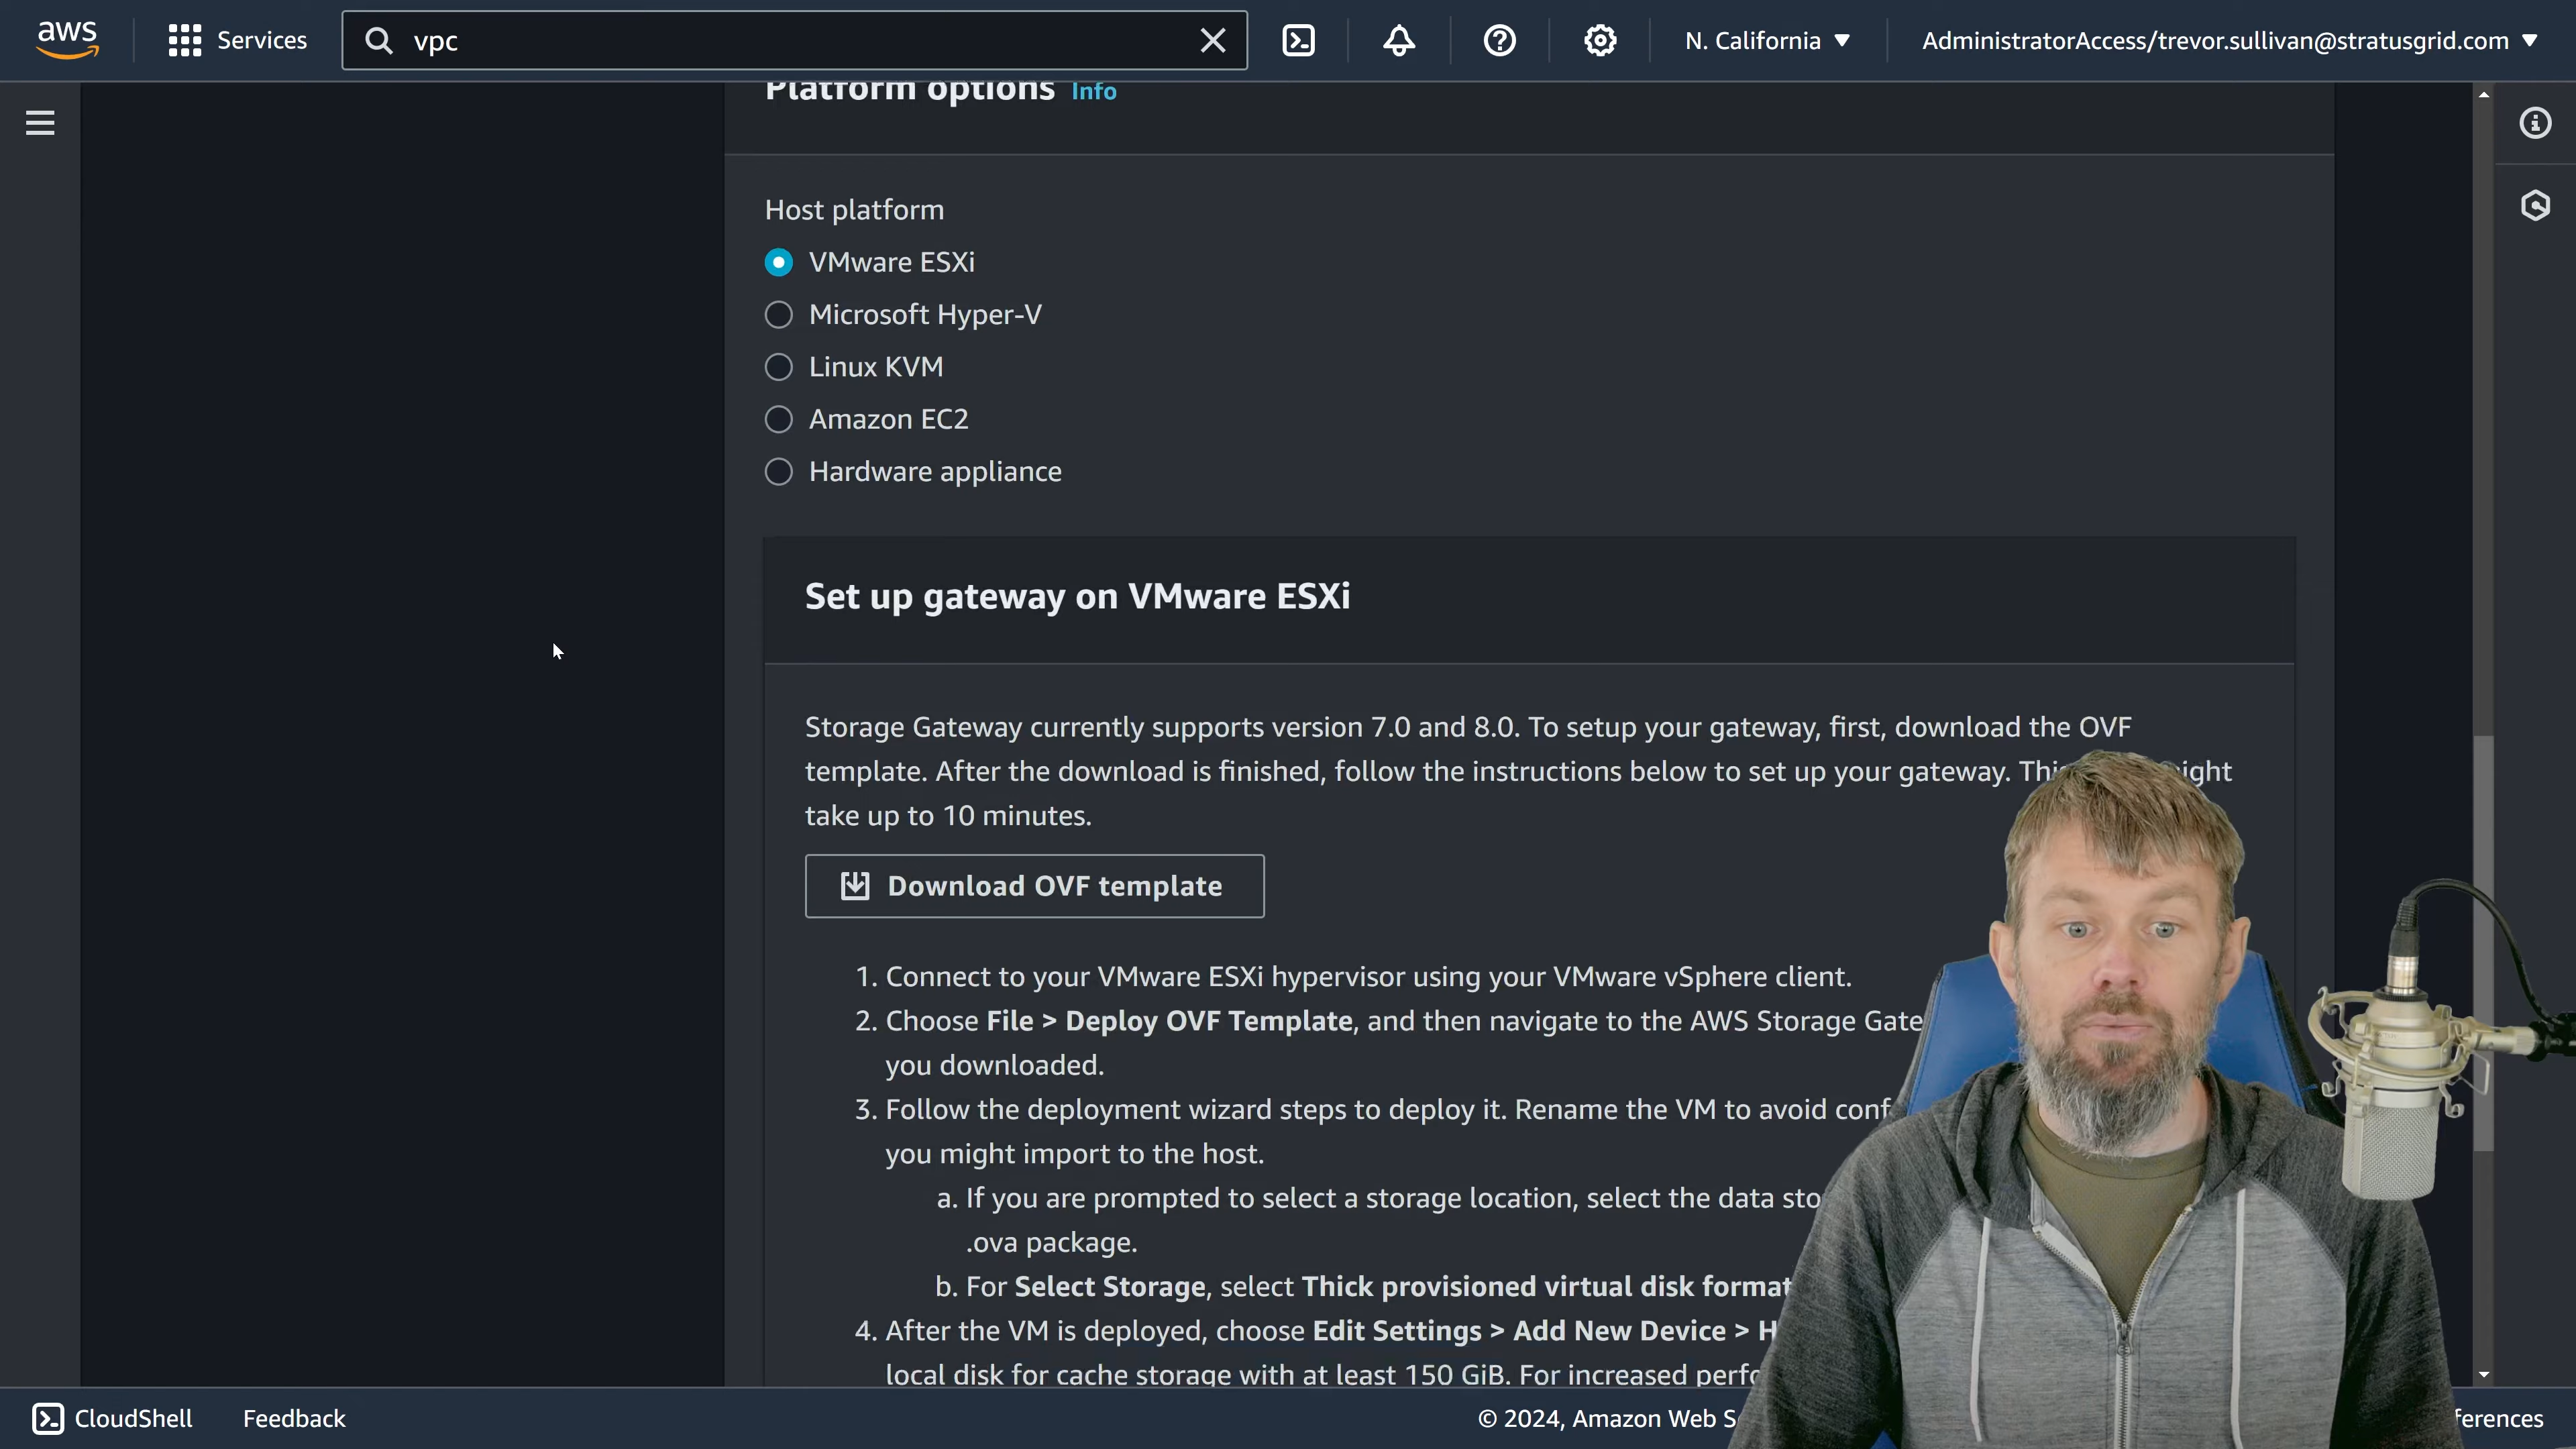 aws
Services
vpc
N. California
AdministratorAccess/trevor.sullivan@stratusgrid.com
Platform options Info
Host platform
VMware ESXi
Microsoft Hyper-V
Linux KVM
Amazon EC2
Hardware appliance
Set up gateway on VMware ESXi
Storage Gateway currently supports version 7.0 and 8.0. To setup your gateway, first, download the OVF
template. After the download is finished, follow the instructions below to set up your gateway.
take up to 10 minutes.
Download OVF template
1. Connect to your VMware ESXi hypervisor using your VMware vSphere client.
2. Choose File > Deploy OVF Template, and then navigate to the AWS Storage
you downloaded.
3. Follow the deployment wizard steps to deploy it. Rename the VM to avoid
you might import to the host.
a. If you are prompted to select a storage location, select the data
.ova package.
b. For Select Storage, select Thick provisioned virtual disk format
4. After the VM is deployed, choose Edit Settings > Add New Device >
local disk for cache storage with at least 150 GiB. For increased
CloudShell
Feedback
© 2024, Amazon Web